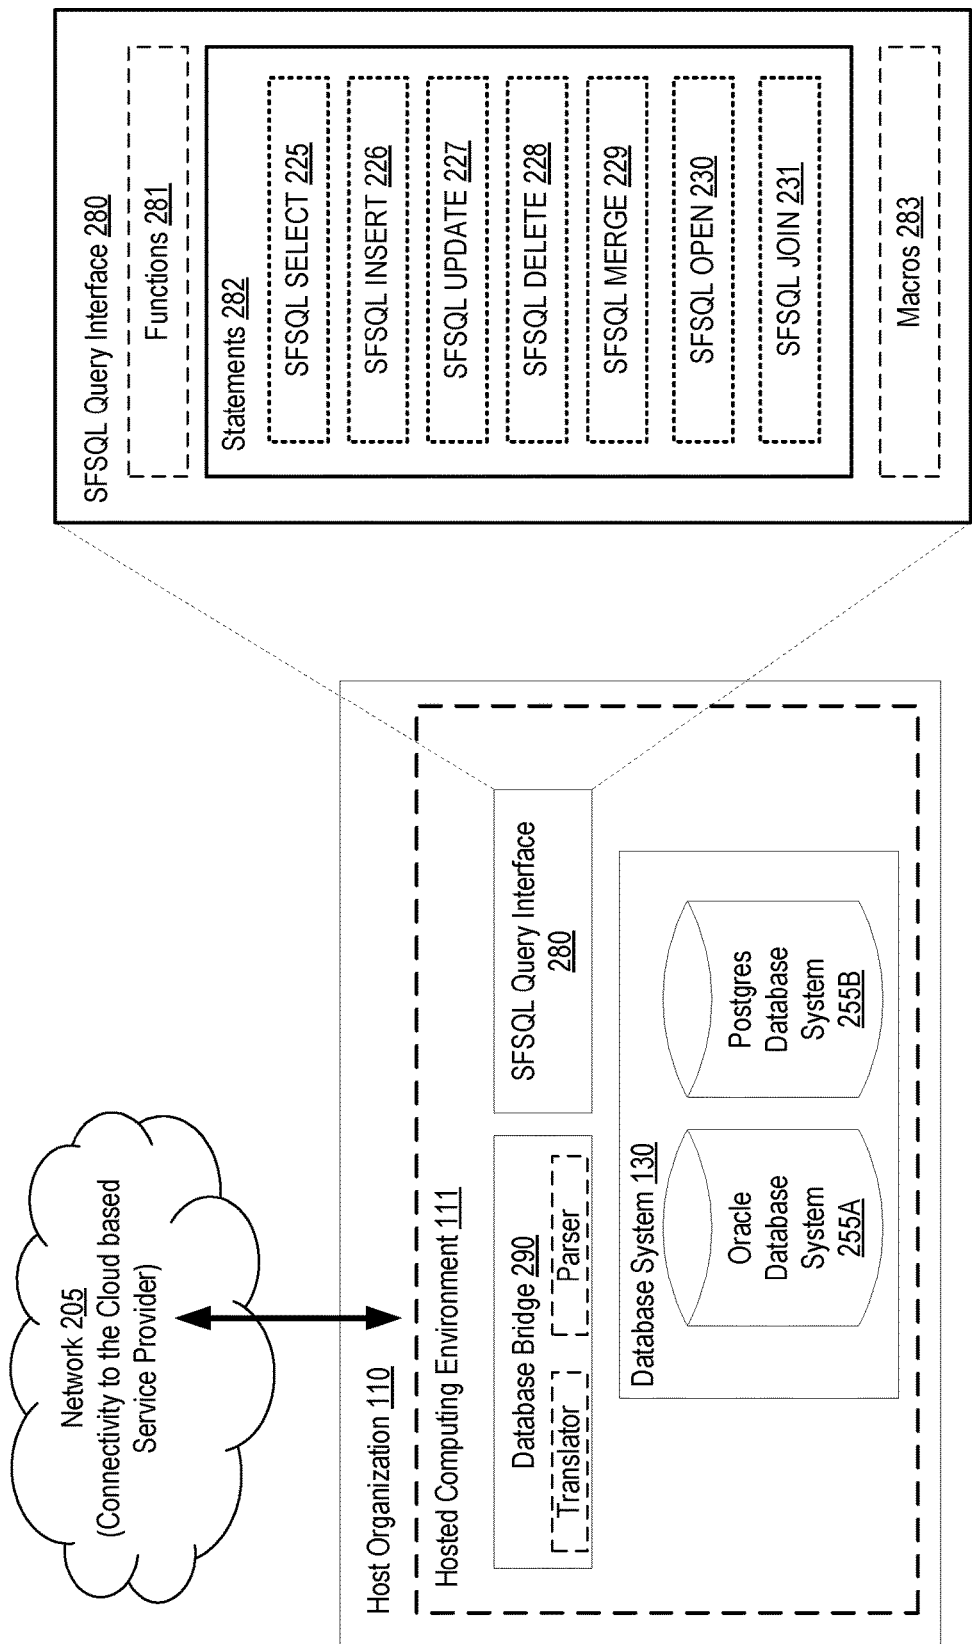 Network 205
(Connectivity to the Cloud based
Service Provider)
Host Organization 110
Hosted Computing Environment 111
Database Bridge 290
Translator
Parser
SFSQL Query Interface
280
Database System 130
Oracle
Database
System
255A
Postgres
Database
System
255B
SFSQL Query Interface 280
Functions 281
Statements 282
SFSQL SELECT 225
SFSQL INSERT 226
SFSQL UPDATE 227
SFSQL DELETE 228
SFSQL MERGE 229
SFSQL OPEN 230
SFSQL JOIN 231
Macros 283